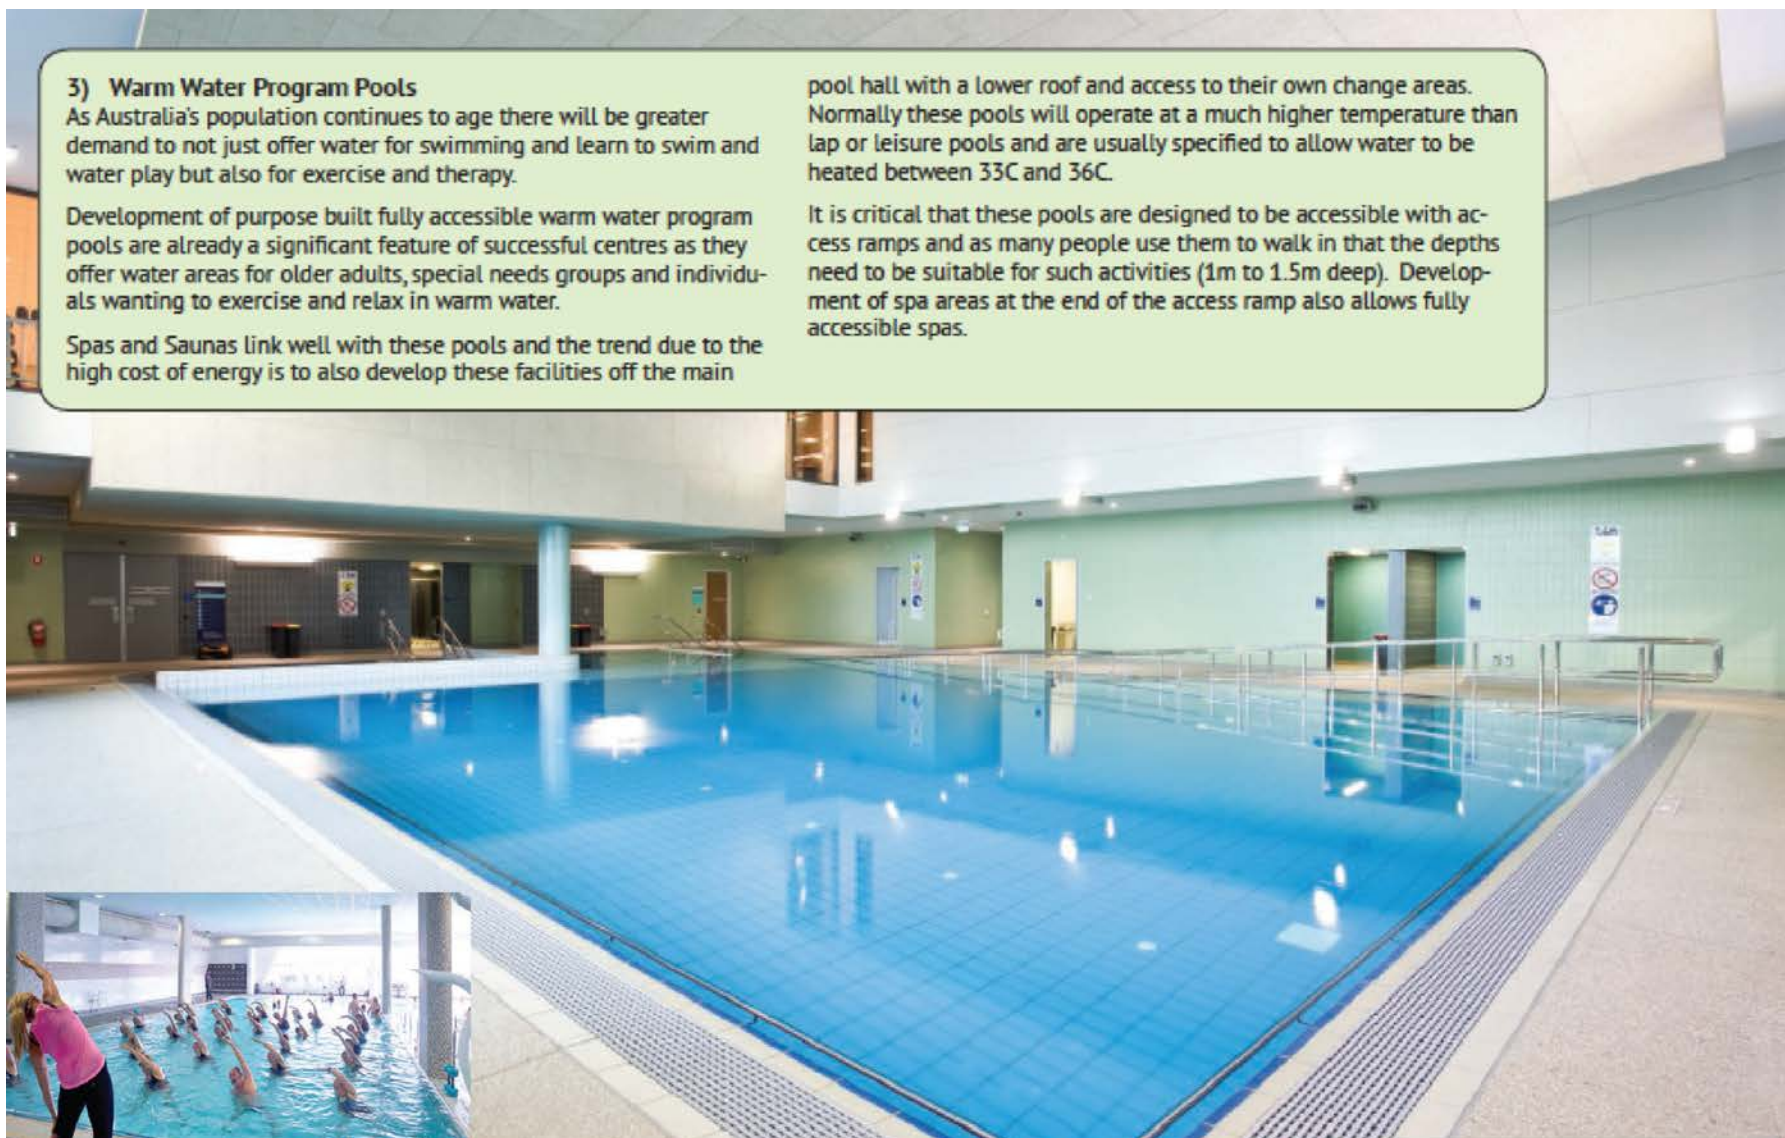 3) Warm Water Program Pools
As Australia's population continues to age there will be greater
demand to not just offer water for swimming and learn to swim and
water play but also for exercise and therapy.
Development of purpose built fully accessible warm water program
pools are already a significant feature of successful centres as they
offer water areas for older adults, special needs groups and individu-
als wanting to exercise and relax in warm water.
Spas and Saunas link well with these pools and the trend due to the
high cost of energy is to also develop these facilities off the main
pool hall with a lower roof and access to their own change areas.
Normally these pools will operate at a much higher temperature than
lap or leisure pools and are usually specified to allow water to be
heated between 33C and 36C.
It is critical that these pools are designed to be accessible with ac-
cess ramps and as many people use them to walk in that the depths
need to be suitable for such activities (1m to 1.5m deep). Develop-
ment of spa areas at the end of the access ramp also allows fully
accessible spas.